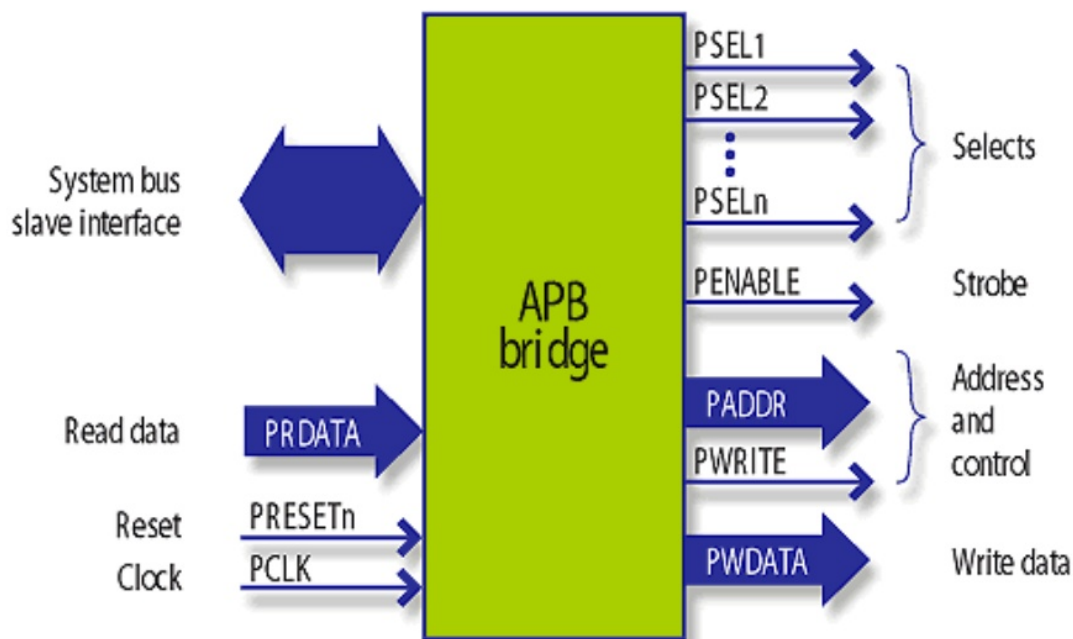 System bus
slave interface
Read data
PRDATA
Reset
PRESETn
Clock
PCLK
APB
bridge
PSEL1
PSEL2
PSELn
Selects
PENABLE
Strobe
PADDR
PWRITE
Address
and
control
PWDATA
Write data